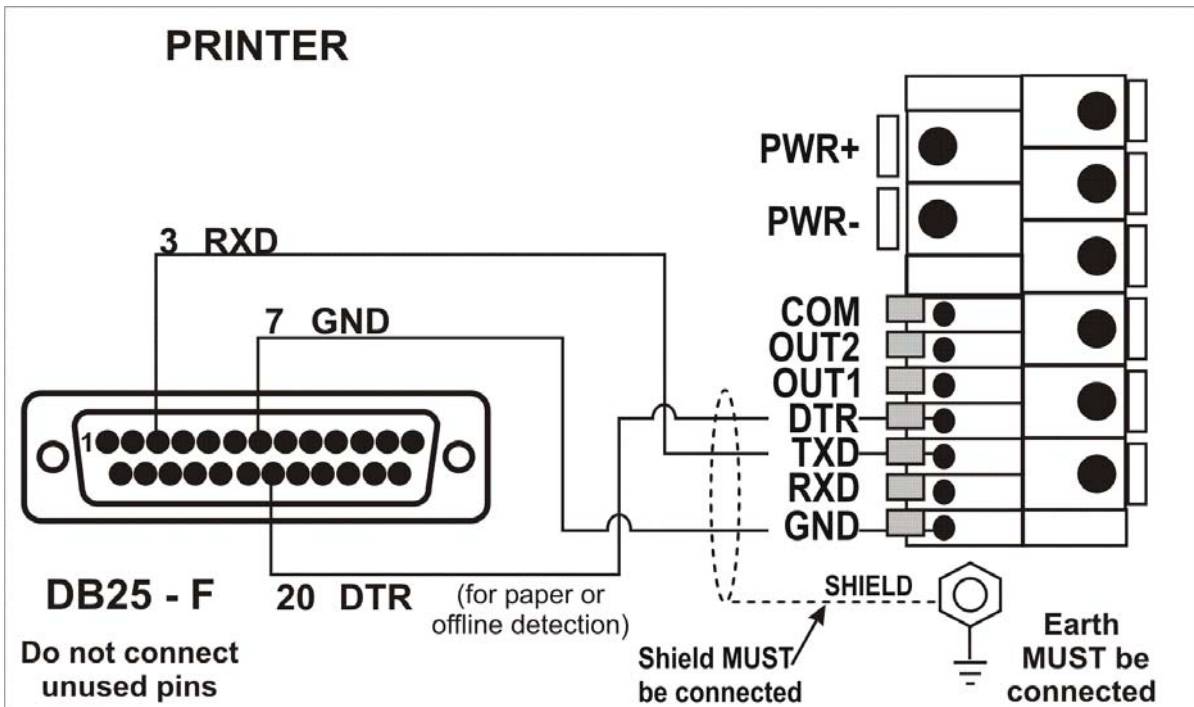 PRINTER
PWR+
PWR-
3 RXD
7 GND
COM
OUT2
OUT1
DTR
TXD
RXD
GND
1
DB25 - F
20 DTR
(for paper or
offline detection)
SHIELD
Do not connect
unused pins
Shield MUST
be connected
Earth
MUST be
connected